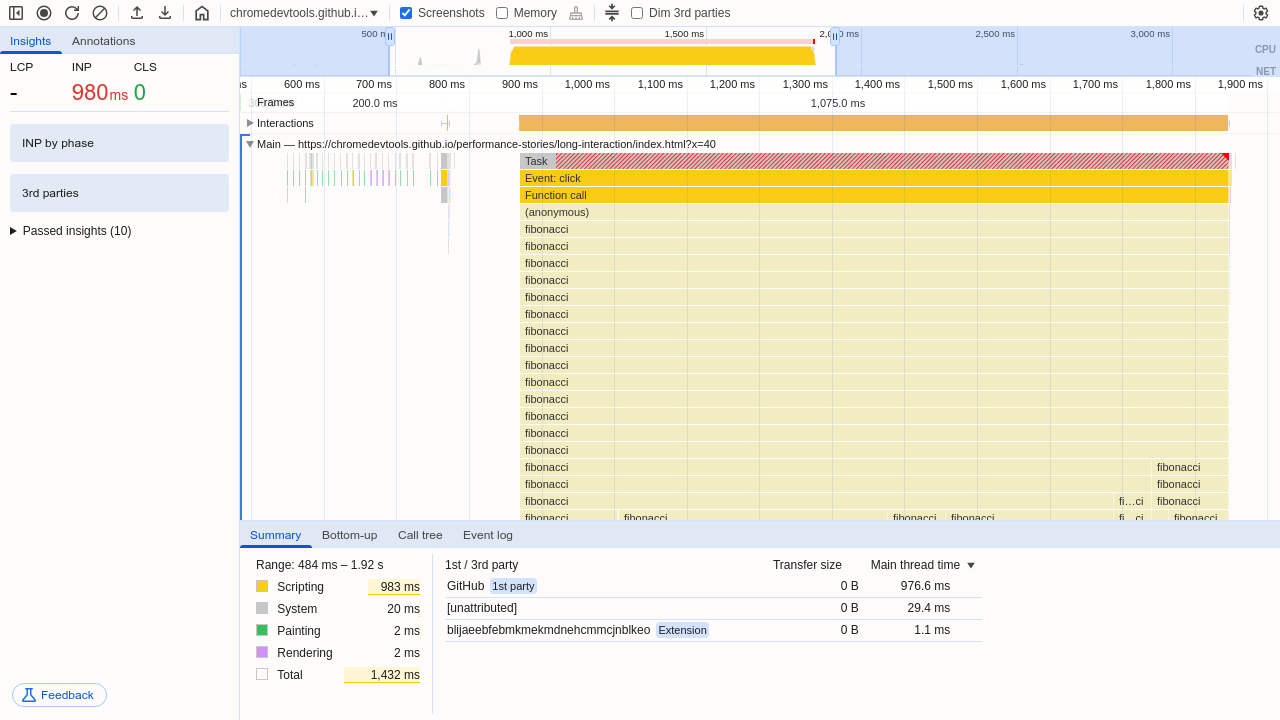 chromedevtools.github.i…
Screenshots
Memory
Dim 3rd parties
Insights
Annotations
LCP
INP
CLS
-
980ms
0
INP by phase
3rd parties
Passed insights (10)
Feedback
1,000 ms
1,500 ms
2,500 ms
3,000 ms
CPU
NET
600 ms
700 ms
800 ms
900 ms
1,000 ms
1,100 ms
1,200 ms
1,300 ms
1,400 ms
1,500 ms
1,600 ms
1,700 ms
1,800 ms
1,900 ms
Frames
200.0 ms
1,075.0 ms
Interactions
Main — https://chromedevtools.github.io/performance-stories/long-interaction/index.html?x=40
Task
Event: click
Function call
(anonymous)
fibonacci
fibonacci
fibonacci
fibonacci
fibonacci
fibonacci
fibonacci
fibonacci
fibonacci
fibonacci
fibonacci
fibonacci
fibonacci
fibonacci
fibonacci fibonacci
fibonacci fibonacci
fibonacci fi…ci fibonacci
fibonacci fibonacci fibonacci fibonacci fi…ci fibonacci
Summary
Bottom-up
Call tree
Event log
Range: 484 ms – 1.92 s
Scripting 983 ms
System 20 ms
Painting 2 ms
Rendering 2 ms
Total 1,432 ms
1st / 3rd party Transfer size Main thread time
GitHub 1st party 0 B 976.6 ms
[unattributed] 0 B 29.4 ms
blijaeebfebmkmekmdnehcmmcjnblkeo Extension 0 B 1.1 ms